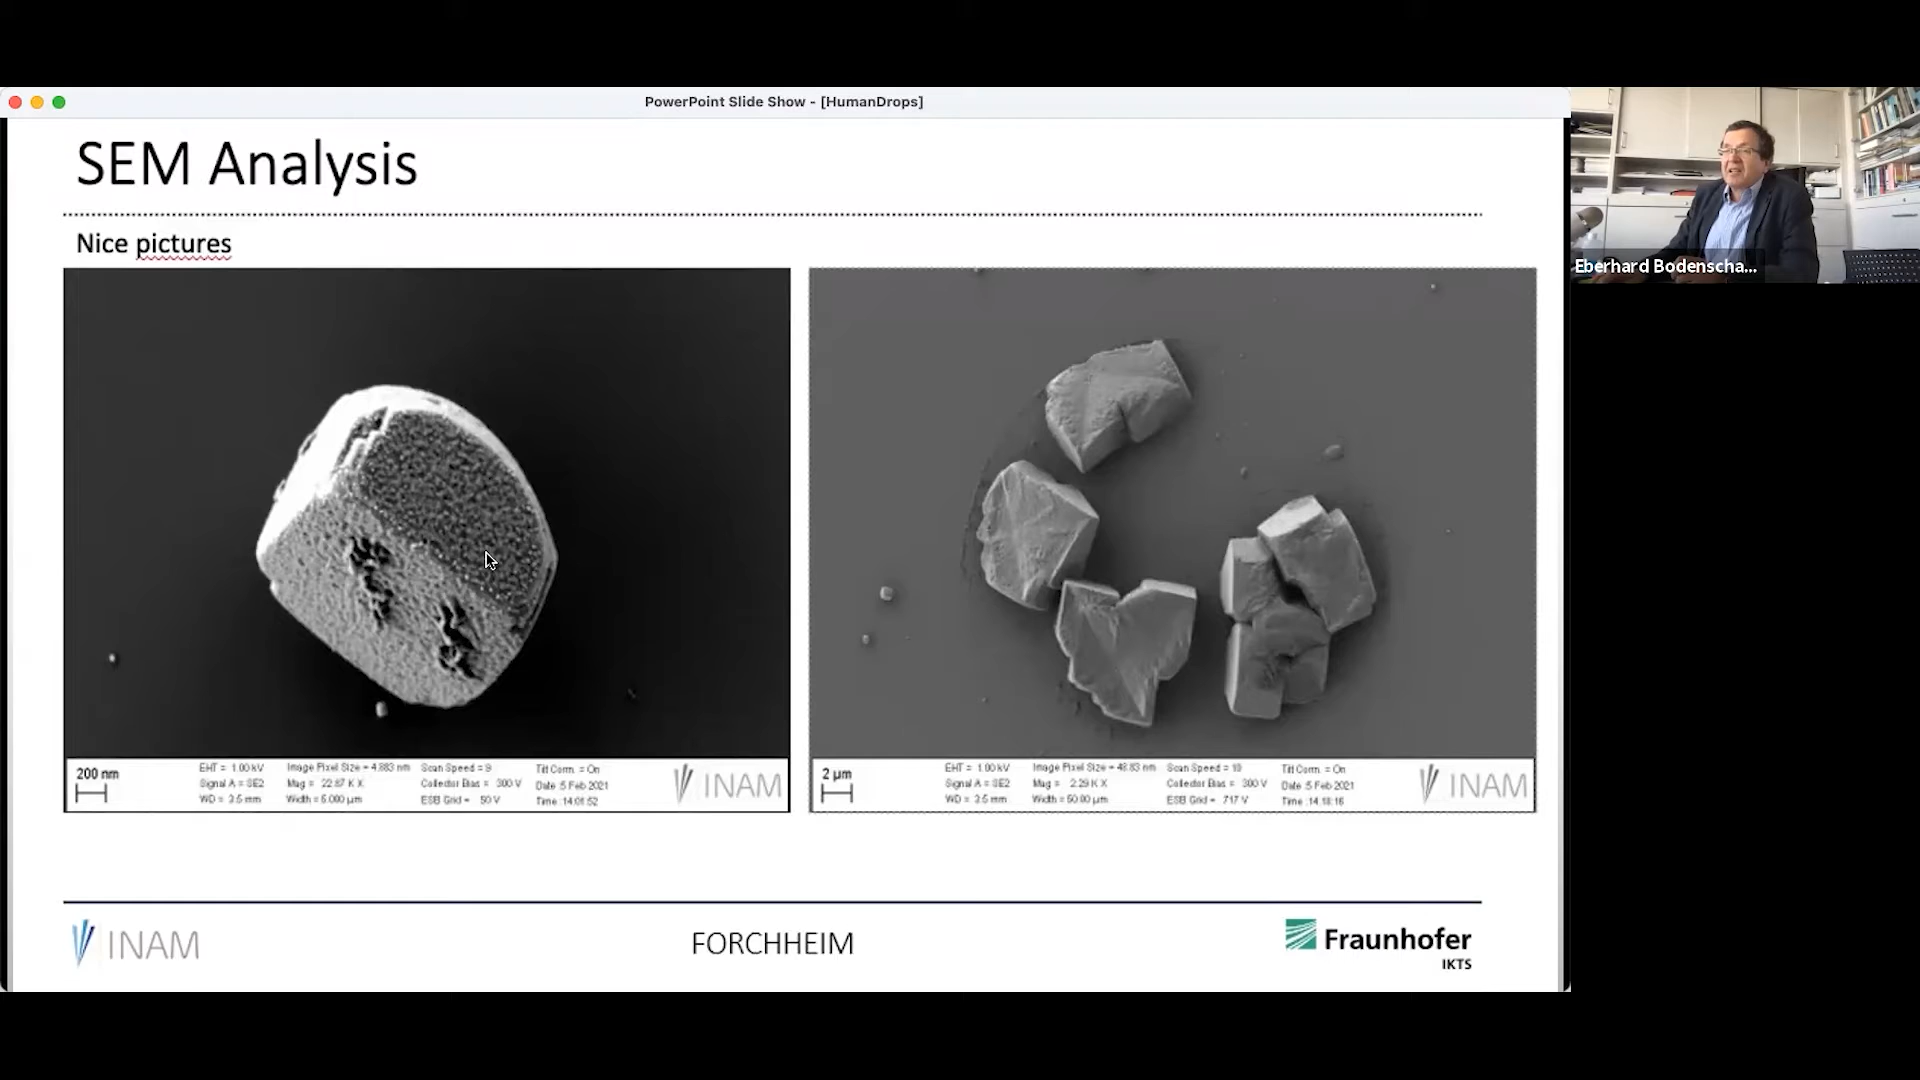 PowerPoint Slide Show - [HumanDrops]
SEM Analysis
Nice pictures
Eberhard Bodenscha...
200 nm
EHT = 1.00 kV
Signal A = SE2
WD = 3.5 mm
Image Pixel Size = 4.883 nm
Mag = 22.87 K X
Width = 5.000 µm
Scan Speed = 9
Collector Bias = 300 V
ESB Grid = 50 V
Tilt Corrn. = On
Date :5 Feb 2021
Time :14:01:52
INAM
2 µm
EHT = 1.00 kV
Signal A = SE2
WD = 3.5 mm
Image Pixel Size = 48.83 nm
Mag = 2.29 K X
Width = 50.00 µm
Scan Speed = 10
Collector Bias = 300 V
ESB Grid = 717 V
Tilt Corrn. = On
Date :5 Feb 2021
Time :14:18:16
INAM
INAM
FORCHHEIM
Fraunhofer
IKTS